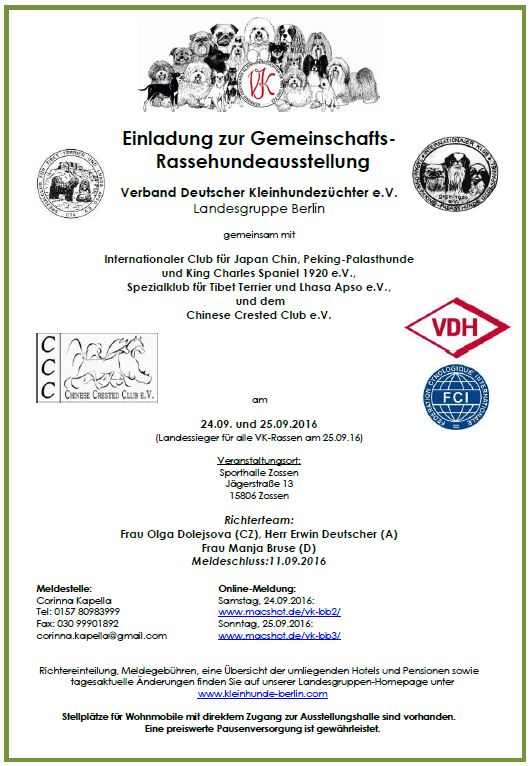 VK
Einladung zur Gemeinschafts-
Rassehundeausstellung
Verband Deutscher Kleinhundezüchter e.V.
Landesgruppe Berlin
gemeinsam mit
Internationaler Club für Japan Chin, Peking-Palasthunde
und King Charles Spaniel 1920 e.V.,
Spezialklub für Tibet Terrier und Lhasa Apso e.V.,
und dem
Chinese Crested Club e.V.
VDH
FEDERATION CYNOLOGIQUE INTERNATIONALE
FCI
C
C
C
CHINESE CRESTED CLUB e.V.
am
24.09. und 25.09.2016
(Landessieger für alle VK-Rassen am 25.09.16)
Veranstaltungsort:
Sporthalle Zossen
Jägerstraße 13
15806 Zossen
Richterteam:
Frau Olga Dolejsova (CZ), Herr Erwin Deutscher (A)
Frau Manja Bruse (D)
Meldeschluss:11.09.2016
Meldestelle:
Corinna Kapella
Tel: 0157 80983999
Fax: 030 99901892
corinna.kapella@gmail.com
Online-Meldung:
Samstag, 24.09.2016:
www.macshot.de/vk-bb2/
Sonntag, 25.09.2016:
www.macshot.de/vk-bb3/
Richtereinteilung, Meldegebühren, eine Übersicht der umliegenden Hotels und Pensionen sowie
tagesaktuelle Änderungen finden Sie auf unserer Landesgruppen-Homepage unter
www.kleinhunde-berlin.com
Stellplätze für Wohnmobile mit direktem Zugang zur Ausstellungshalle sind vorhanden.
Eine preiswerte Pausenversorgung ist gewährleistet.